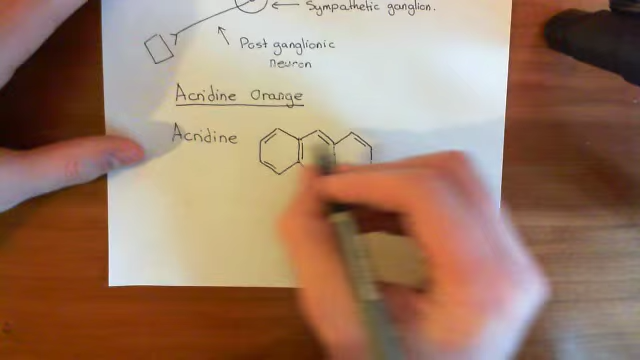 Sympathetic ganglion.
Post ganglionic
neuron
Acridine Orange
Acridine